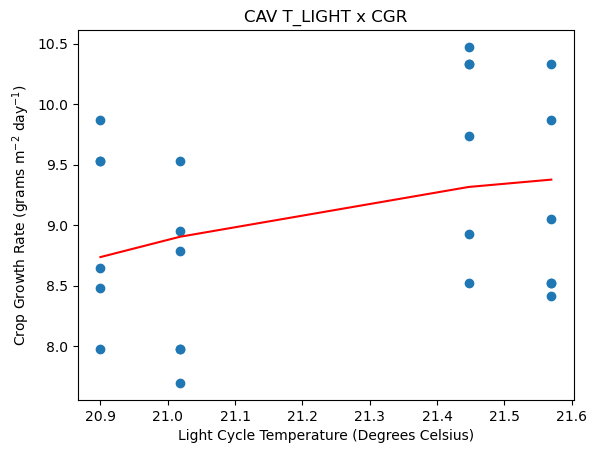 CAV T_LIGHT x CGR
Crop Growth Rate (grams m⁻² day⁻¹)
10.5
10.0
9.5
9.0
8.5
8.0
20.9 21.0 21.1 21.2 21.3 21.4 21.5 21.6
Light Cycle Temperature (Degrees Celsius)